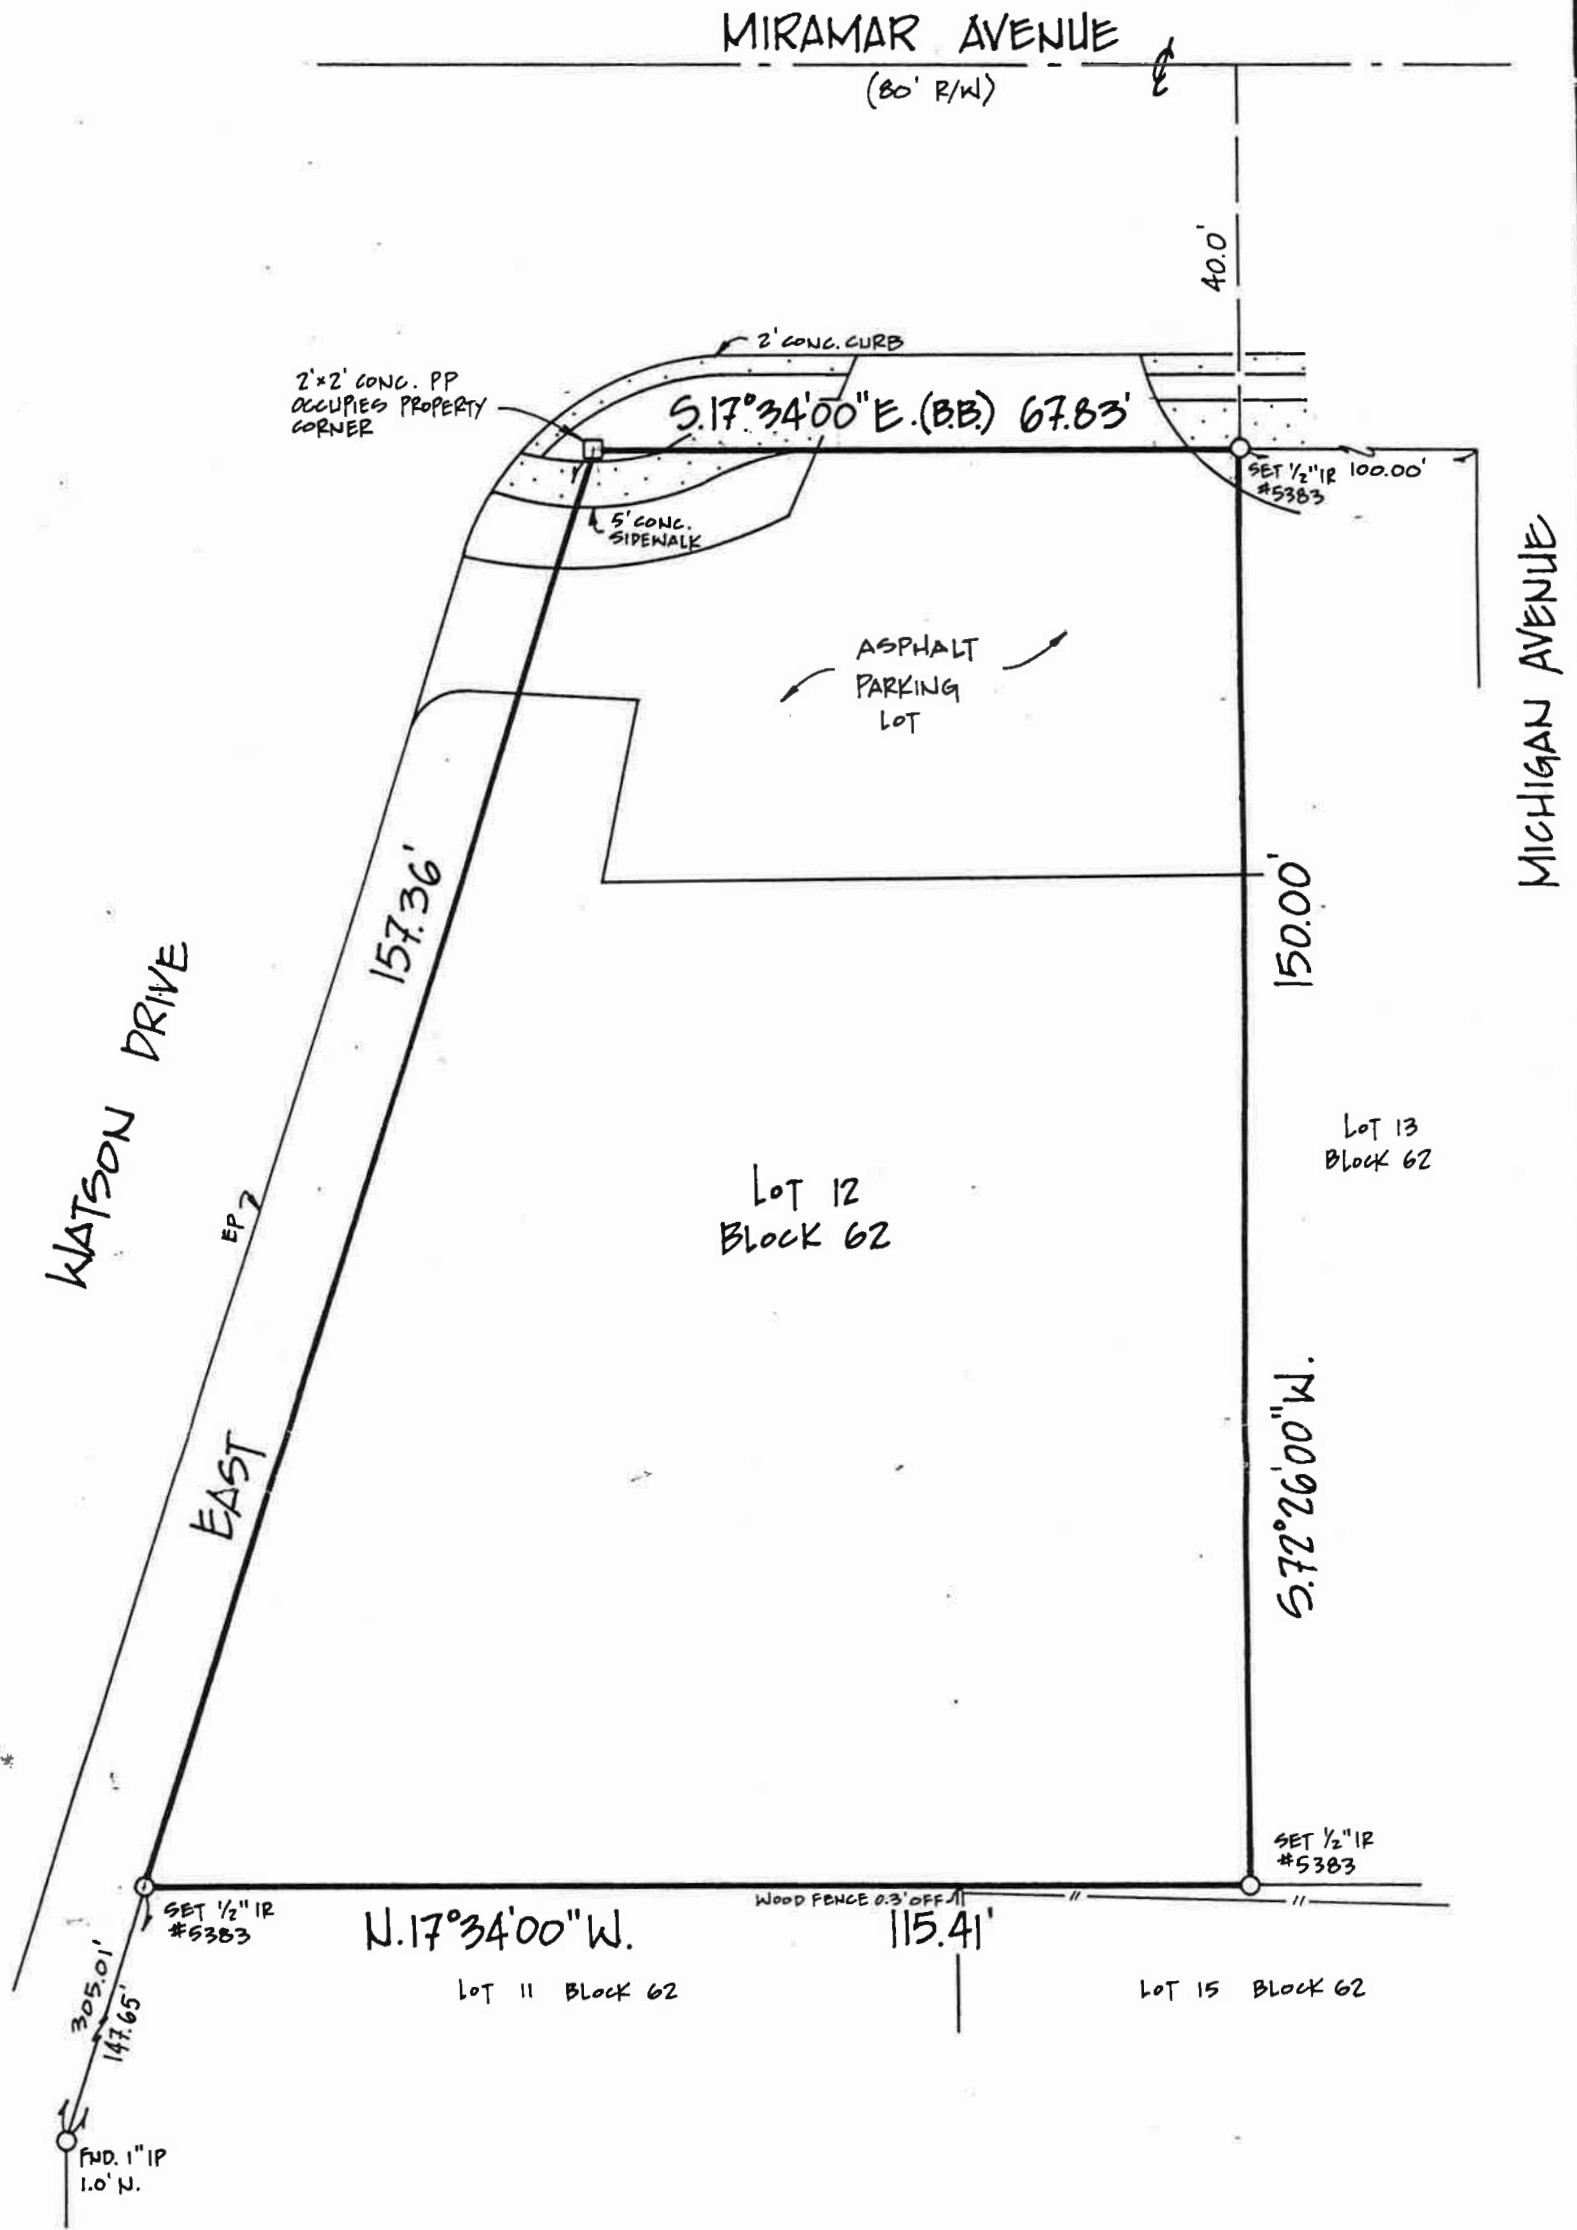 MIRAMAR AVENUE
(80' R/W)
40.0'
2' CONC. CURB
2'x2' CONC. PP
OCCUPIES PROPERTY
CORNER
S.17°34'00"E.(B.B.) 67.83'
SET 1/2" IR
#5383
100.00'
5' CONC.
SIDEWALK
MICHIGAN AVENUE
ASPHALT
PARKING
LOT
157.36'
150.00'
WATSON DRIVE
EP
LOT 13
BLOCK 62
LOT 12
BLOCK 62
EAST
S.72°26'00"W.
SET 1/2" IR
#5383
WOOD FENCE 0.3' OFF
SET 1/2" IR
#5383
N.17°34'00"W. 115.41'
LOT 11 BLOCK 62
LOT 15 BLOCK 62
305.01'
147.65'
FND. 1" IP
1.0' N.